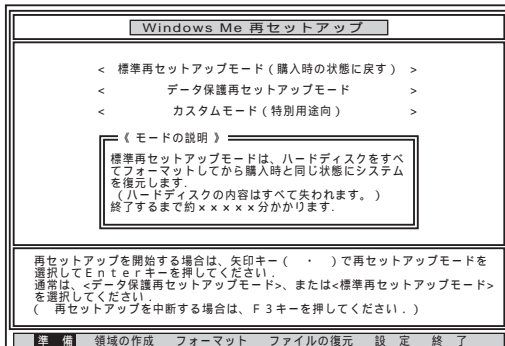 Windows Me 再セットアップ
< 標準再セットアップモード(購入時の状態に戻す) >
< データ保護再セットアップモード >
< カスタムモード(特別用途向) >
《 モードの説明 》
標準再セットアップモードは、ハードディスクをすべ
てフォーマットしてから購入時と同じ状態にシステム
を復元します.
(ハードディスクの内容はすべて失われます。)
終了するまで約×××××分かかります.
再セットアップを開始する場合は、矢印キー( ・ )で再セットアップモードを
選択してEnterキーを押してください.
通常は、<データ保護再セットアップモード>、または<標準再セットアップモード>
を選択してください.
( 再セットアップを中断する場合は、F3キーを押してください.)
準 備 領域の作成 フォーマット ファイルの復元 設 定 終 了